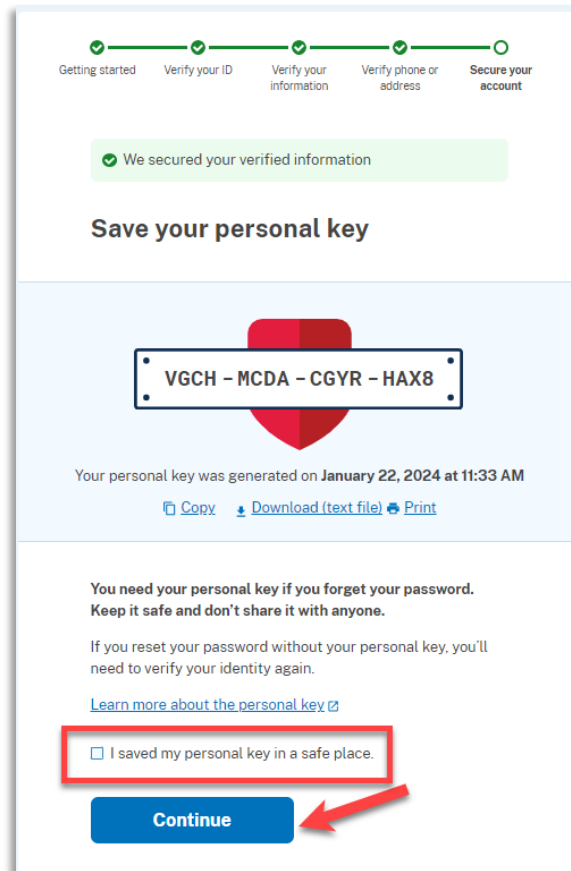 Getting started
Verify your ID
Verify your
information
Verify phone or
address
Secure your
account
We secured your verified information
Save your personal key
VGCH – MCDA – CGYR – HAX8
Your personal key was generated on January 22, 2024 at 11:33 AM
Copy Download (text file) Print
You need your personal key if you forget your password.
Keep it safe and don't share it with anyone.
If you reset your password without your personal key, you'll
need to verify your identity again.
Learn more about the personal key
I saved my personal key in a safe place.
Continue